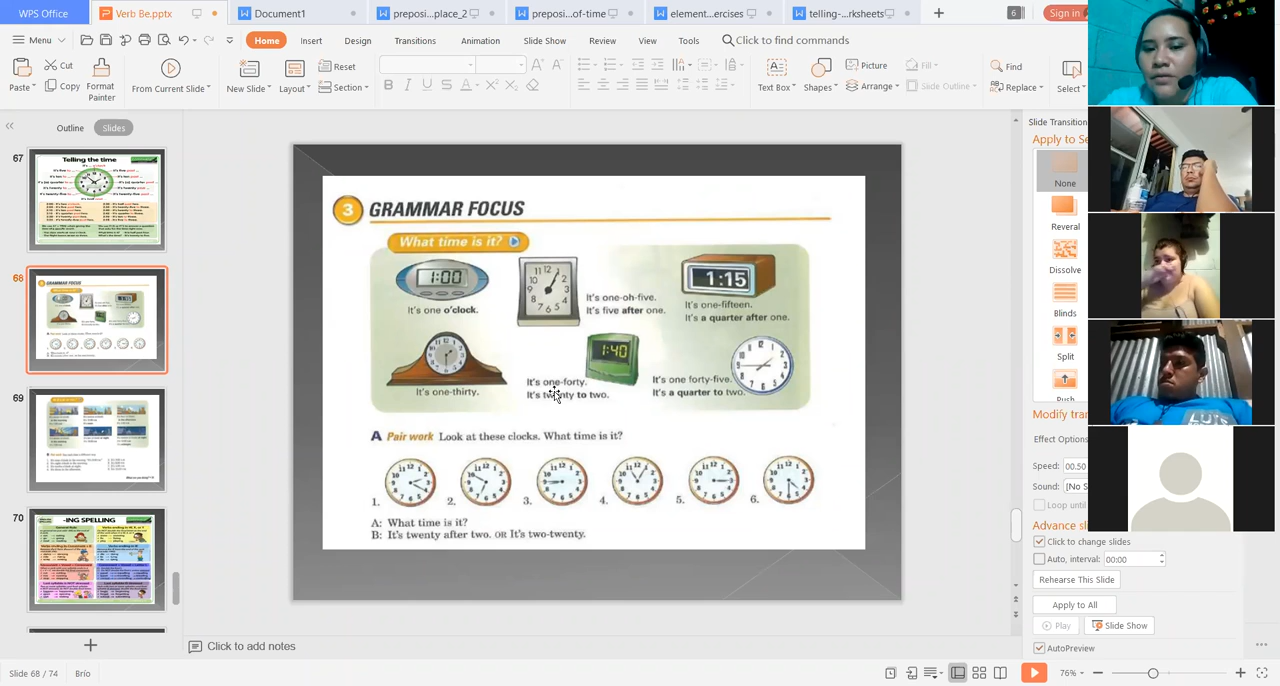 WPS Office
Verb Be.pptx
Document1
preposi...place_2
preposi...of-time
element...ercises
telling-...rksheets
6
Sign in
Menu
Home
Insert
Design
Transitions
Animation
Slide Show
Review
View
Tools
Click to find commands
Paste
Cut
Copy
Format
Painter
From Current Slide
New Slide
Layout
Reset
Section
B
I
U
S
A
Text Box
Shapes
Picture
Arrange
Fill
Slide Outline
Find
Replace
Select
Outline
Slides
67
Telling the time
68
GRAMMAR FOCUS
69
70
-ING SPELLING
3 GRAMMAR FOCUS
What time is it?
1:00
It's one o'clock.
It's one-oh-five.
It's five after one.
1:15
It's one-fifteen.
It's a quarter after one.
It's one-thirty.
1:40
It's one-forty.
It's twenty to two.
It's one forty-five.
It's a quarter to two.
A Pair work Look at these clocks. What time is it?
1.
2.
3.
4.
5.
6.
A: What time is it?
B: It's twenty after two. OR It's two-twenty.
Slide Transition
Apply to Se
None
Reveral
Dissolve
Blinds
Split
Push
Modify tran
Effect Options
Speed: 00.50
Sound: [No S
Loop until
Advance sli
Click to change slides
Auto, interval: 00:00
Rehearse This Slide
Apply to All
Play
Slide Show
AutoPreview
Click to add notes
Slide 68 / 74
Brío
76%